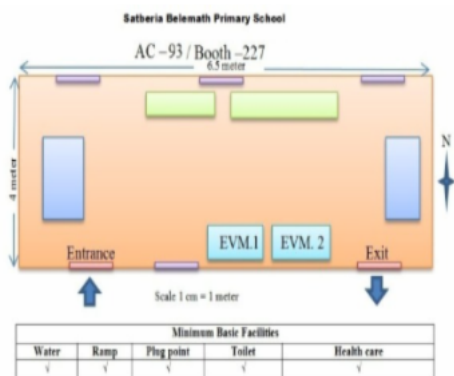 Satberia Belemath Primary School
AC –93 / Booth –227
6.5 meter
4 meter
N
EVM.1 EVM. 2
Entrance Exit
Scale 1 cm = 1 meter
Minimum Basic Facilities
Water Ramp Plug point Toilet Health care
√ √ √ √ √